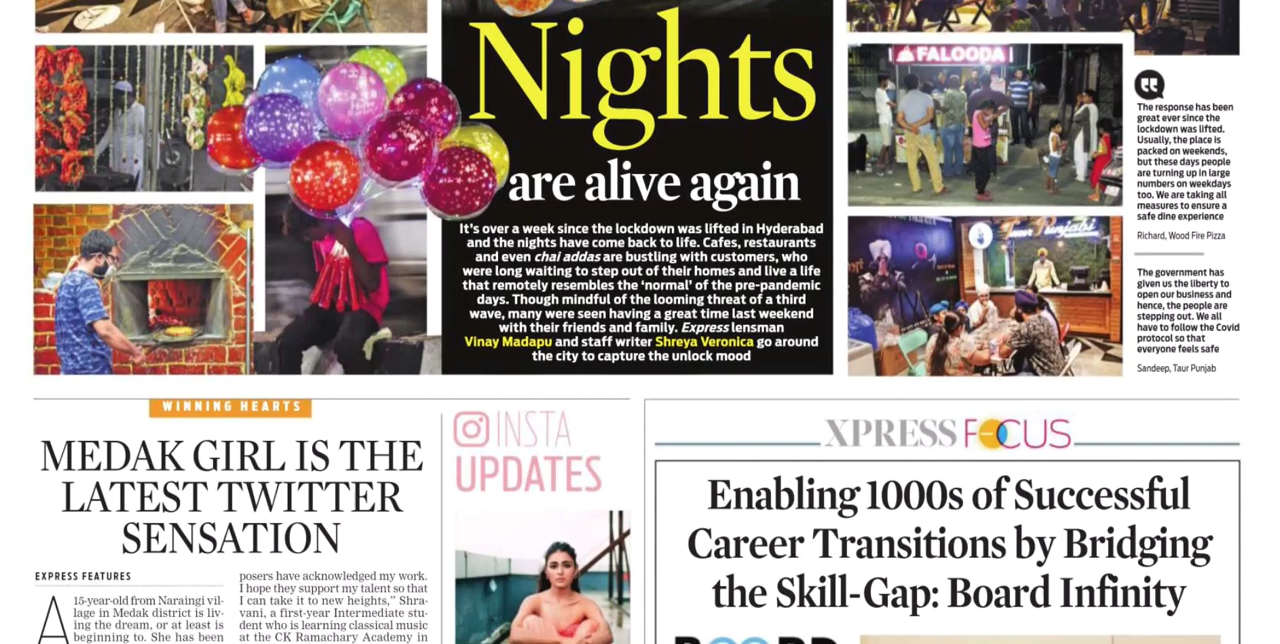 Nights
are alive again
It's over a week since the lockdown was lifted in Hyderabad
and the nights have come back to life. Cafes, restaurants
and even chai addas are bustling with customers, who
were long waiting to step out of their homes and live a life
that remotely resembles the 'normal' of the pre-pandemic
days. Though mindful of the looming threat of a third
wave, many were seen having a great time last weekend
with their friends and family. Express lensman
Vinay Madapu and staff writer Shreya Veronica go around
the city to capture the unlock mood
FALOODA
The response has been
great ever since the
lockdown was lifted.
Usually, the place is
packed on weekends,
but these days people
are turning up in large
numbers on weekdays
too. We are taking all
measures to ensure a
safe dine experience
Richard, Wood Fire Pizza
The government has
given us the liberty to
open our business and
hence, the people are
stepping out. We all
have to follow the Covid
protocol so that
everyone feels safe
Sandeep, Taur Punjab
WINNING HEARTS
MEDAK GIRL IS THE
LATEST TWITTER
SENSATION
EXPRESS FEATURES
A 15-year-old from Naraingi vil-
lage in Medak district is liv-
ing the dream, or at least is
beginning to. She has been
posers have acknowledged my work.
I hope they support my talent so that
I can take it to new heights," Shra-
vani, a first-year Intermediate stu-
dent who is learning classical music
at the CK Ramachary Academy in
INSTA
UPDATES
XPRESS FOCUS
Enabling 1000s of Successful
Career Transitions by Bridging
the Skill-Gap: Board Infinity